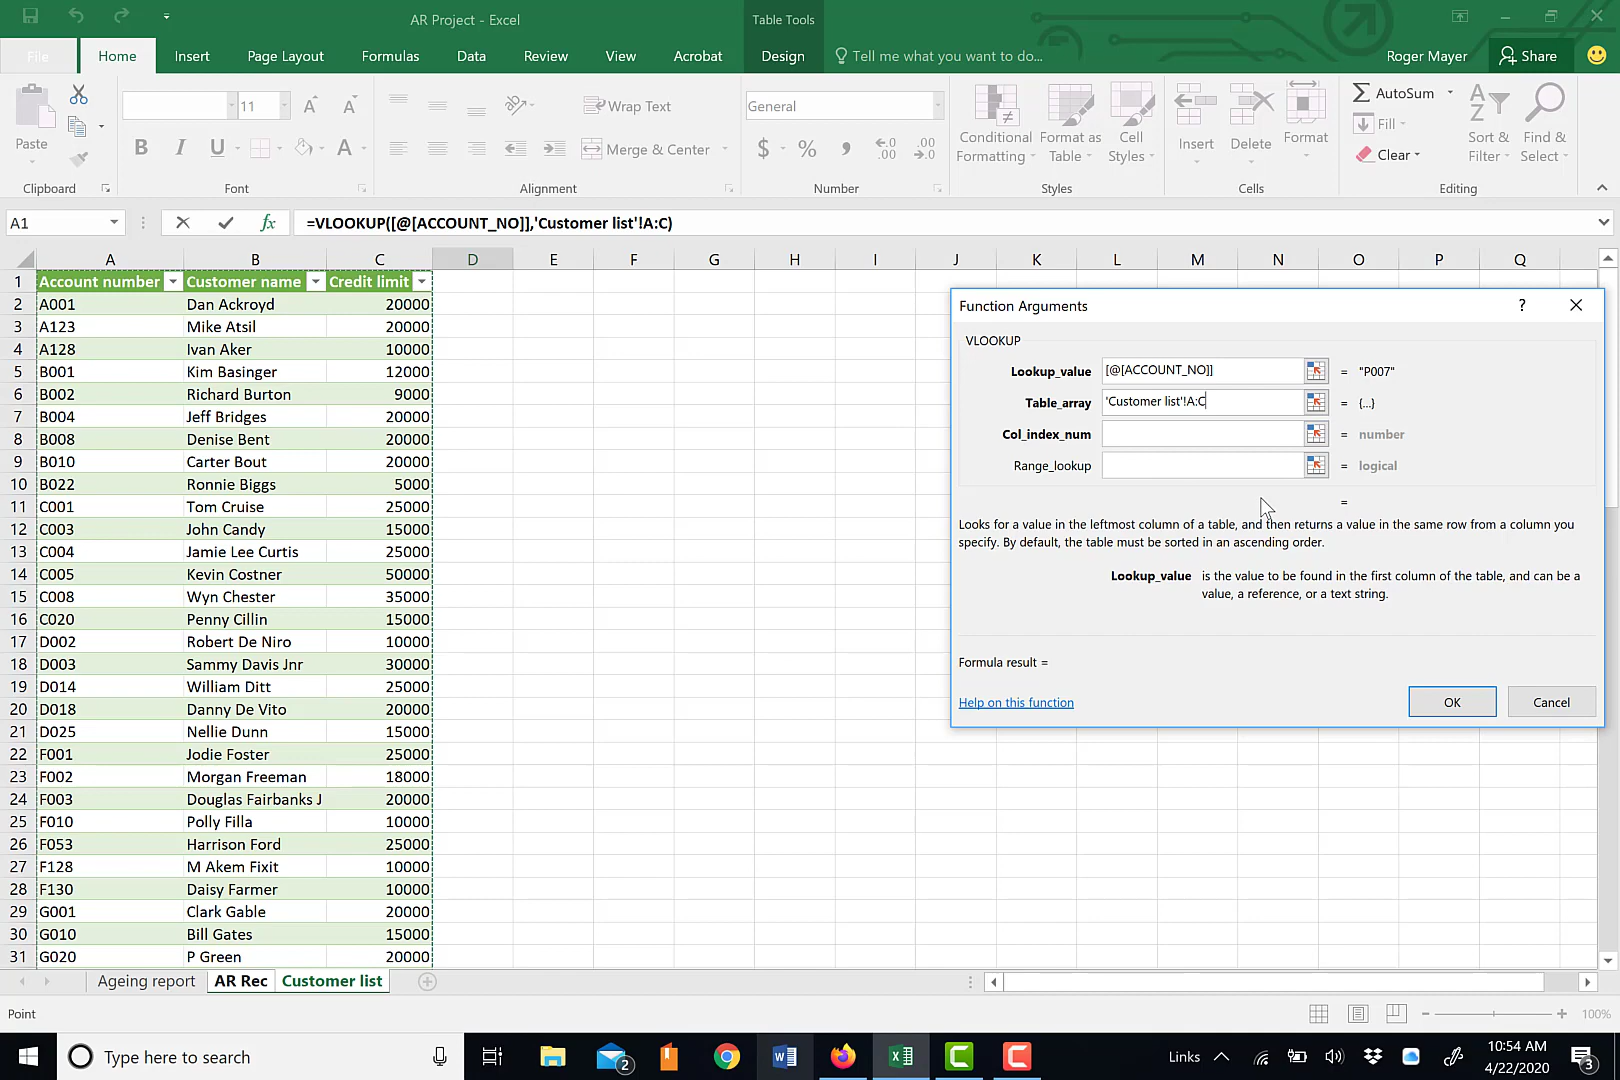 AR Project - Excel
Table Tools
File
Home
Insert
Page Layout
Formulas
Data
Review
View
Acrobat
Design
Tell me what you want to do...
Roger Mayer
Share
Paste
Clipboard
11
A A
B I U A
Font
Wrap Text
Merge & Center
Alignment
General
$ % , .00 .00
Number
Conditional Formatting
Format as Table
Cell Styles
Styles
Insert
Delete
Format
Cells
AutoSum
Fill
Clear
Sort & Filter
Find & Select
Editing
A1
fx
=VLOOKUP([@[ACCOUNT_NO]],'Customer list'!A:C)
A B C D E F G H I J K L M N O P Q
1 Account number Customer name Credit limit
2 A001 Dan Ackroyd 20000
3 A123 Mike Atsil 20000
4 A128 Ivan Aker 10000
5 B001 Kim Basinger 12000
6 B002 Richard Burton 9000
7 B004 Jeff Bridges 20000
8 B008 Denise Bent 20000
9 B010 Carter Bout 20000
10 B022 Ronnie Biggs 5000
11 C001 Tom Cruise 25000
12 C003 John Candy 15000
13 C004 Jamie Lee Curtis 25000
14 C005 Kevin Costner 50000
15 C008 Wyn Chester 35000
16 C020 Penny Cillin 15000
17 D002 Robert De Niro 10000
18 D003 Sammy Davis Jnr 30000
19 D014 William Ditt 25000
20 D018 Danny De Vito 20000
21 D025 Nellie Dunn 15000
22 F001 Jodie Foster 25000
23 F002 Morgan Freeman 18000
24 F003 Douglas Fairbanks J 20000
25 F010 Polly Filla 10000
26 F053 Harrison Ford 25000
27 F128 M Akem Fixit 10000
28 F130 Daisy Farmer 10000
29 G001 Clark Gable 20000
30 G010 Bill Gates 15000
31 G020 P Green 20000
Function Arguments
?
VLOOKUP
Lookup_value [@[ACCOUNT_NO]] = "P007"
Table_array 'Customer list'!A:C = {...}
Col_index_num = number
Range_lookup = logical
=
Looks for a value in the leftmost column of a table, and then returns a value in the same row from a column you
specify. By default, the table must be sorted in an ascending order.
Lookup_value is the value to be found in the first column of the table, and can be a
value, a reference, or a text string.
Formula result =
Help on this function
OK
Cancel
Ageing report
AR Rec
Customer list
Point
100%
Type here to search
2
Links
10:54 AM
4/22/2020
3